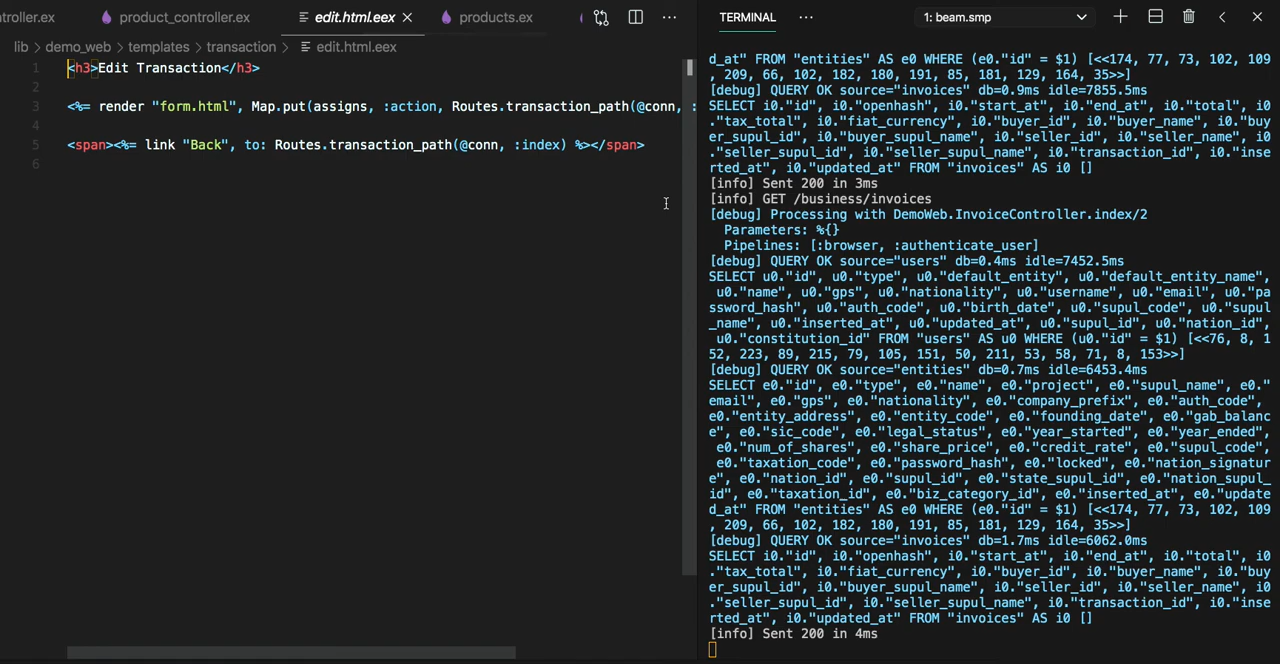 ntroller.ex product_controller.ex edit.html.eex products.ex
lib > demo_web > templates > transaction > edit.html.eex
1 <h3>Edit Transaction</h3>
2
3 <%= render "form.html", Map.put(assigns, :action, Routes.transaction_path(@conn, :
4
5 <span><%= link "Back", to: Routes.transaction_path(@conn, :index) %></span>
6
TERMINAL
1: beam.smp
d_at" FROM "entities" AS e0 WHERE (e0."id" = $1) [<<174, 77, 73, 102, 109
, 209, 66, 102, 182, 180, 191, 85, 181, 129, 164, 35>>]
[debug] QUERY OK source="invoices" db=0.9ms idle=7855.5ms
SELECT i0."id", i0."openhash", i0."start_at", i0."end_at", i0."total", i0
."tax_total", i0."fiat_currency", i0."buyer_id", i0."buyer_name", i0."buy
er_supul_id", i0."buyer_supul_name", i0."seller_id", i0."seller_name", i0
."seller_supul_id", i0."seller_supul_name", i0."transaction_id", i0."inse
rted_at", i0."updated_at" FROM "invoices" AS i0 []
[info] Sent 200 in 3ms
[info] GET /business/invoices
[debug] Processing with DemoWeb.InvoiceController.index/2
Parameters: %{}
Pipelines: [:browser, :authenticate_user]
[debug] QUERY OK source="users" db=0.4ms idle=7452.5ms
SELECT u0."id", u0."type", u0."default_entity", u0."default_entity_name",
u0."name", u0."gps", u0."nationality", u0."username", u0."email", u0."pa
ssword_hash", u0."auth_code", u0."birth_date", u0."supul_code", u0."supul
_name", u0."inserted_at", u0."updated_at", u0."supul_id", u0."nation_id",
u0."constitution_id" FROM "users" AS u0 WHERE (u0."id" = $1) [<<76, 8, 1
52, 223, 89, 215, 79, 105, 151, 50, 211, 53, 58, 71, 8, 153>>]
[debug] QUERY OK source="entities" db=0.7ms idle=6453.4ms
SELECT e0."id", e0."type", e0."name", e0."project", e0."supul_name", e0."
email", e0."gps", e0."nationality", e0."company_prefix", e0."auth_code",
e0."entity_address", e0."entity_code", e0."founding_date", e0."gab_balanc
e", e0."sic_code", e0."legal_status", e0."year_started", e0."year_ended",
e0."num_of_shares", e0."share_price", e0."credit_rate", e0."supul_code",
e0."taxation_code", e0."password_hash", e0."locked", e0."nation_signatur
e", e0."nation_id", e0."supul_id", e0."state_supul_id", e0."nation_supul_
id", e0."taxation_id", e0."biz_category_id", e0."inserted_at", e0."update
d_at" FROM "entities" AS e0 WHERE (e0."id" = $1) [<<174, 77, 73, 102, 109
, 209, 66, 102, 182, 180, 191, 85, 181, 129, 164, 35>>]
[debug] QUERY OK source="invoices" db=1.7ms idle=6062.0ms
SELECT i0."id", i0."openhash", i0."start_at", i0."end_at", i0."total", i0
."tax_total", i0."fiat_currency", i0."buyer_id", i0."buyer_name", i0."buy
er_supul_id", i0."buyer_supul_name", i0."seller_id", i0."seller_name", i0
."seller_supul_id", i0."seller_supul_name", i0."transaction_id", i0."inse
rted_at", i0."updated_at" FROM "invoices" AS i0 []
[info] Sent 200 in 4ms